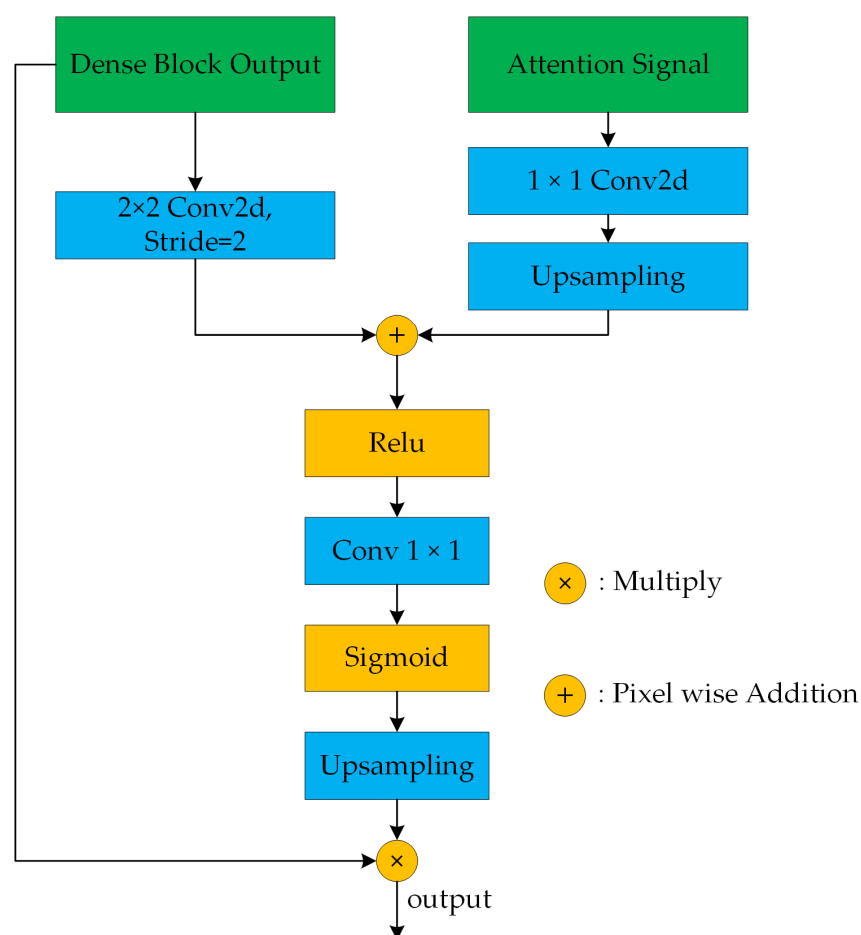 Dense Block Output
Attention Signal
1 × 1 Conv2d
2×2 Conv2d,
Stride=2
Upsampling
+
Relu
Conv 1 × 1
× : Multiply
Sigmoid
+ : Pixel wise Addition
Upsampling
×
output